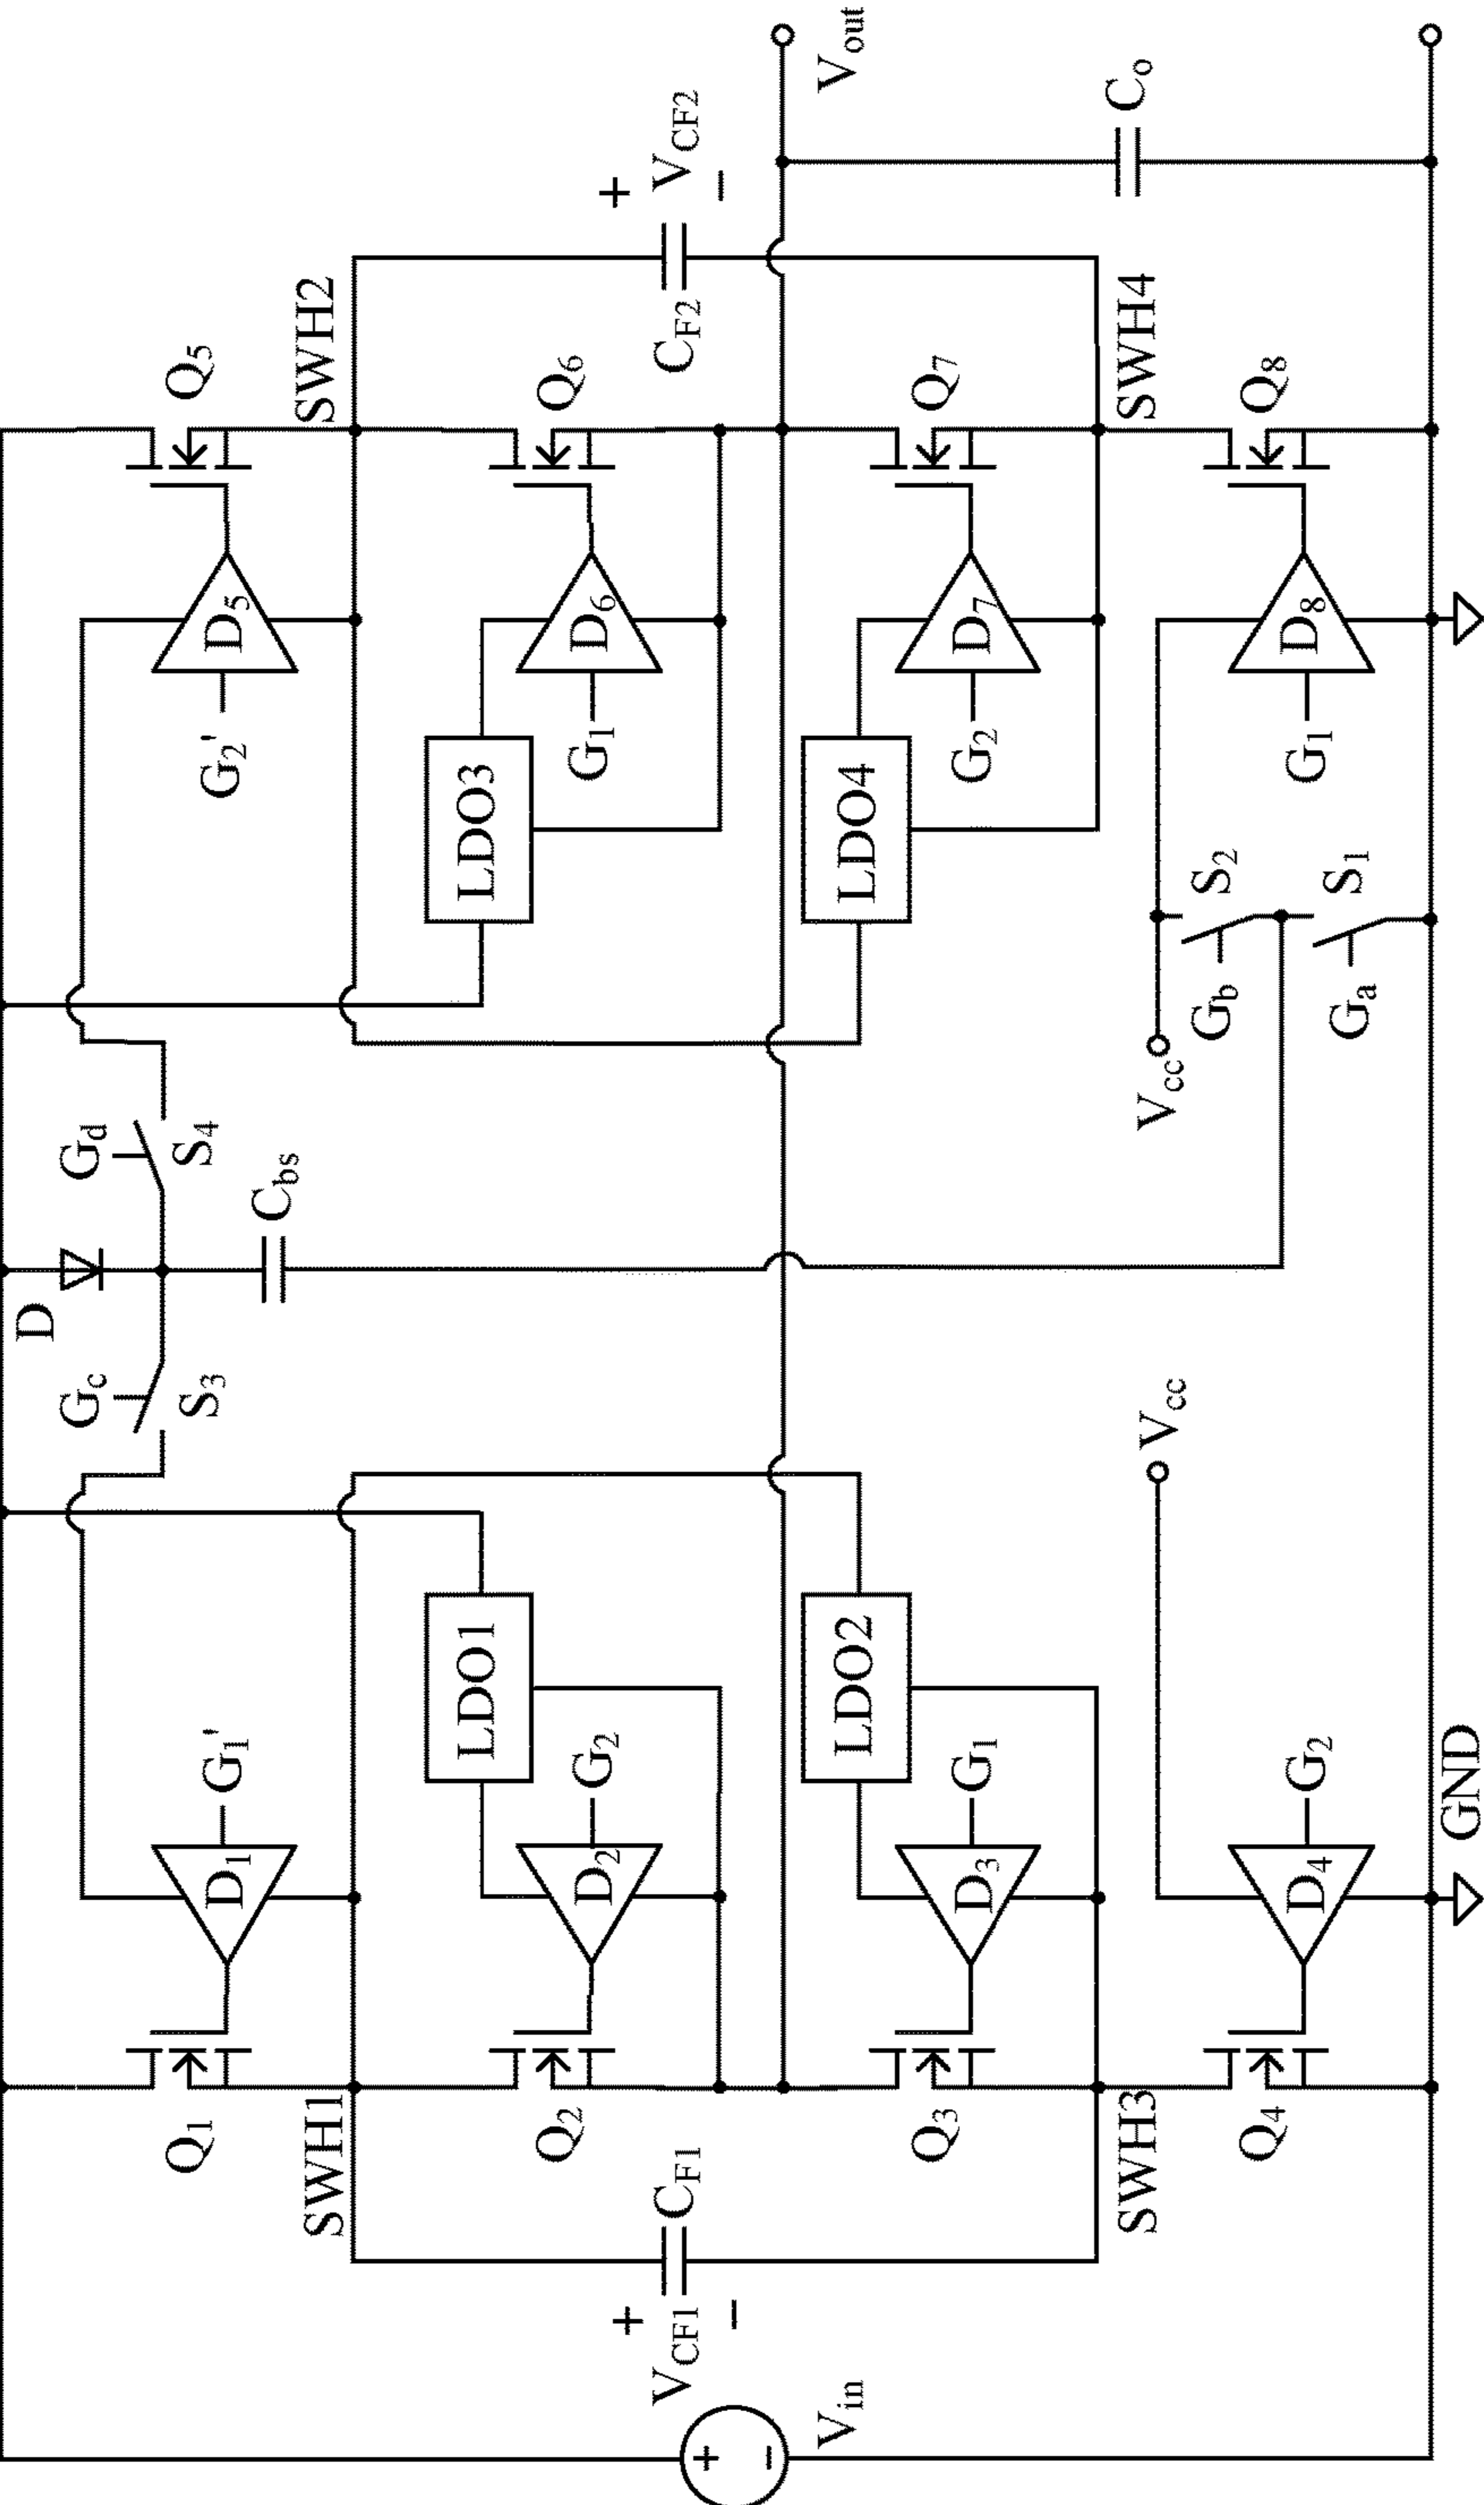 Vout
Co
+
VCF2
−
CF2
Q5
SWH2
Q6
Q7
SWH4
Q8
D5
D6
D7
D8
G2'
G1
G2
G1
LDO3
LDO4
S2
S1
Gb
Ga
Vcc
Gd
S4
Cbs
D
Gc
S3
Vcc
LDO1
LDO2
G1'
G2
G1
G2
GND
D1
D2
D3
D4
Q1
SWH1
Q2
Q3
SWH3
Q4
CF1
+
VCF1
−
Vin
+
−